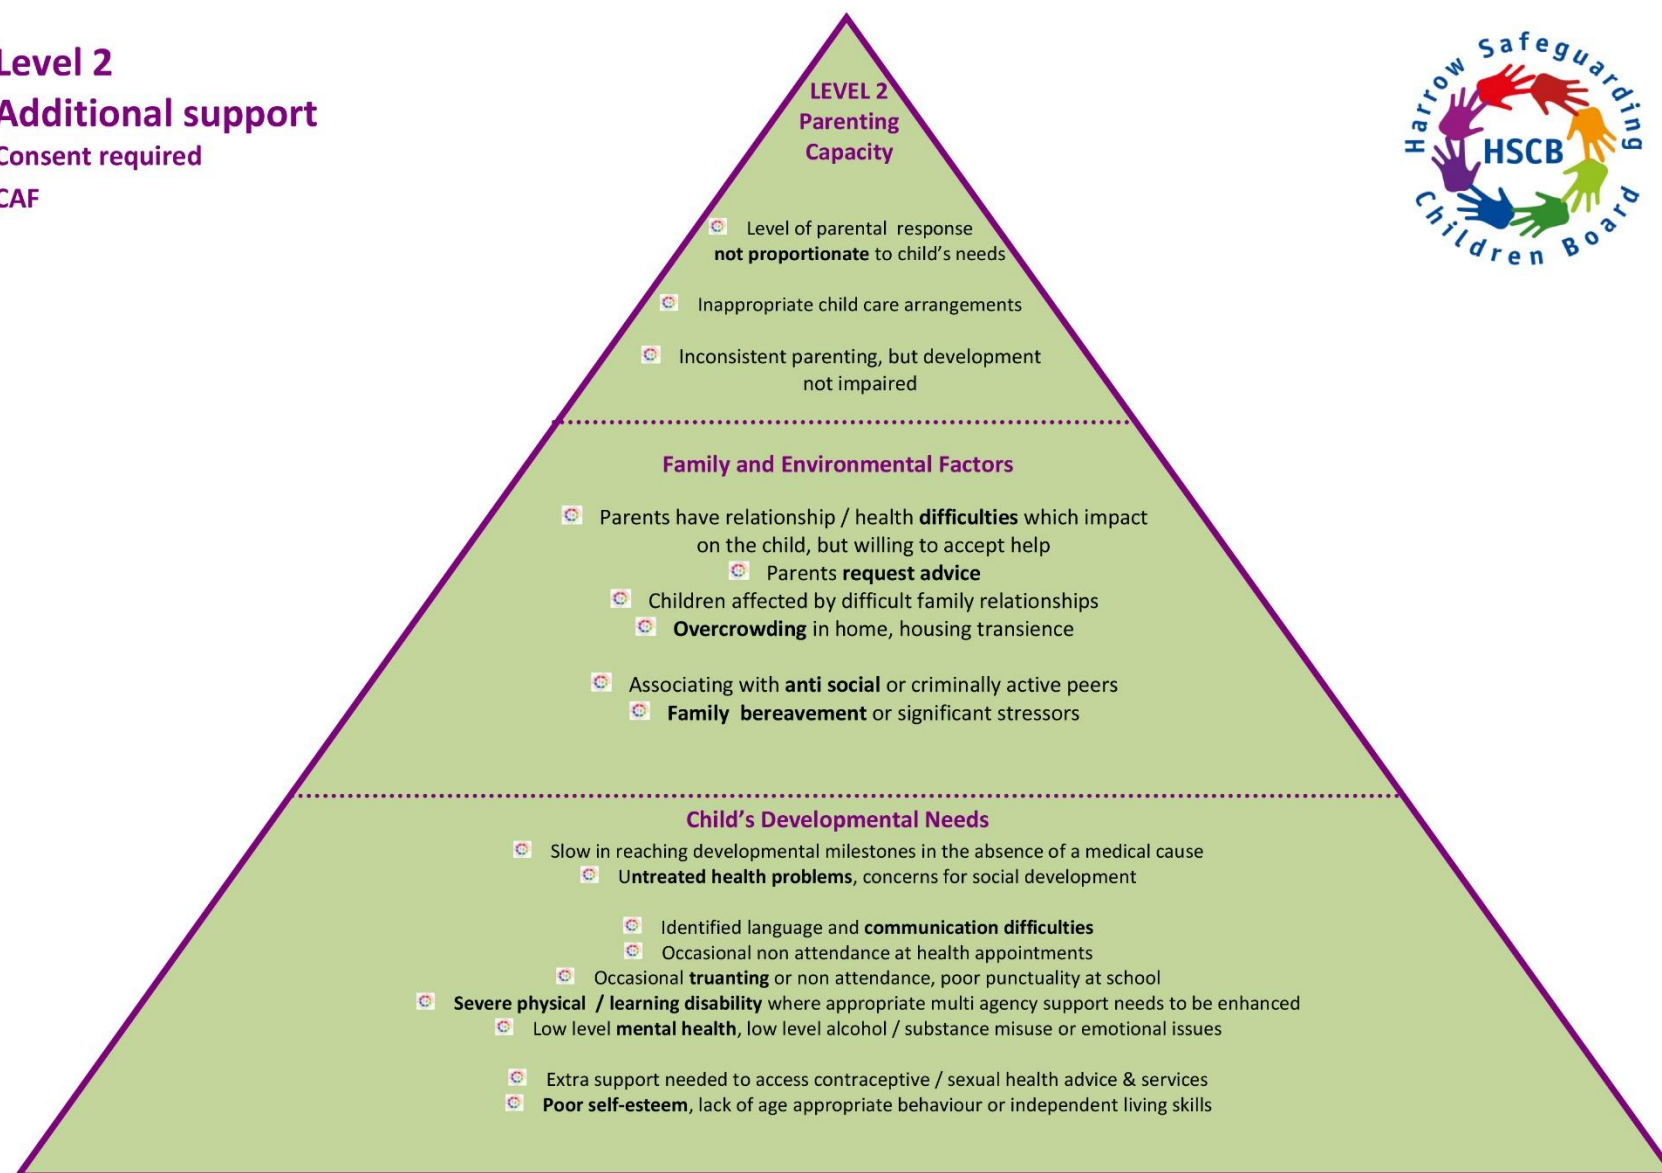 Level 2
Additional support
Consent required
CAF
Harrow Safeguarding
Children Board
HSCB
LEVEL 2
Parenting
Capacity
Level of parental response
not proportionate to child's needs
Inappropriate child care arrangements
Inconsistent parenting, but development
not impaired
Family and Environmental Factors
Parents have relationship / health difficulties which impact
on the child, but willing to accept help
Parents request advice
Children affected by difficult family relationships
Overcrowding in home, housing transience
Associating with anti social or criminally active peers
Family bereavement or significant stressors
Child's Developmental Needs
Slow in reaching developmental milestones in the absence of a medical cause
Untreated health problems, concerns for social development
Identified language and communication difficulties
Occasional non attendance at health appointments
Occasional truanting or non attendance, poor punctuality at school
Severe physical / learning disability where appropriate multi agency support needs to be enhanced
Low level mental health, low level alcohol / substance misuse or emotional issues
Extra support needed to access contraceptive / sexual health advice & services
Poor self-esteem, lack of age appropriate behaviour or independent living skills